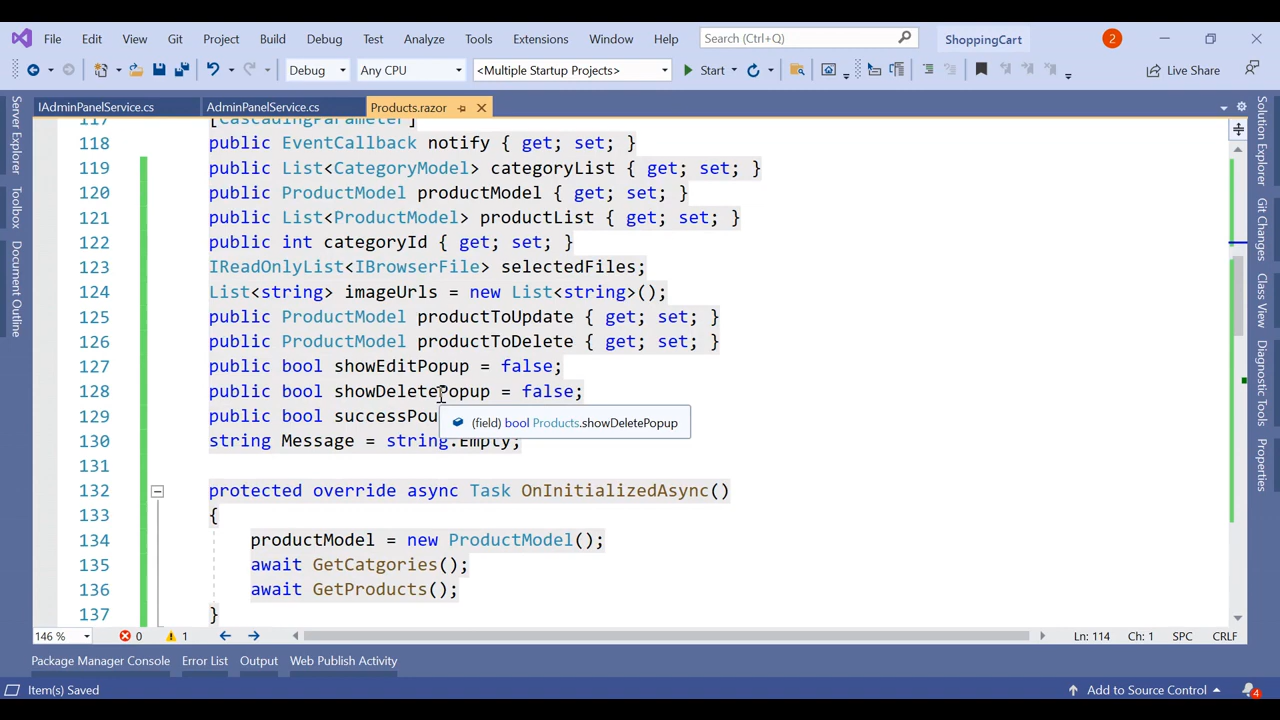 File Edit View Git Project Build Debug Test Analyze Tools Extensions Window Help Search (Ctrl+Q) ShoppingCart 2
Debug Any CPU <Multiple Startup Projects> Start Live Share
IAdminPanelService.cs AdminPanelService.cs Products.razor
Server Explorer
Toolbox
Document Outline
117 [CascadingParameter]
118 public EventCallback notify { get; set; }
119 public List<CategoryModel> categoryList { get; set; }
120 public ProductModel productModel { get; set; }
121 public List<ProductModel> productList { get; set; }
122 public int categoryId { get; set; }
123 IReadOnlyList<IBrowserFile> selectedFiles;
124 List<string> imageUrls = new List<string>();
125 public ProductModel productToUpdate { get; set; }
126 public ProductModel productToDelete { get; set; }
127 public bool showEditPopup = false;
128 public bool showDeletePopup = false;
129 public bool successPou
(field) bool Products.showDeletePopup
130 string Message = string.Empty;
131
132 protected override async Task OnInitializedAsync()
133 {
134 productModel = new ProductModel();
135 await GetCatgories();
136 await GetProducts();
137 }
Solution Explorer
Git Changes
Class View
Diagnostic Tools
Properties
146 % 0 1 Ln: 114 Ch: 1 SPC CRLF
Package Manager Console Error List Output Web Publish Activity
Item(s) Saved Add to Source Control 4